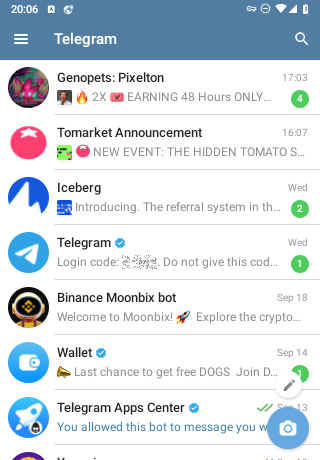 20:06
Telegram
Genopets: Pixelton 17:03
🔥 2X 🎟️ EARNING 48 Hours ONLY... 4
Tomarket Announcement 16:07
🍅 NEW EVENT: THE HIDDEN TOMATO S...
Iceberg Wed
Introducing. The referral system in th... 2
Telegram Wed
Login code: . Do not give this cod... 1
Binance Moonbix bot Sep 18
Welcome to Moonbix! 🚀 Explore the crypto...
Wallet Sep 14
📣 Last chance to get free DOGS Join D... 1
Telegram Apps Center Sep 13
You allowed this bot to message you w